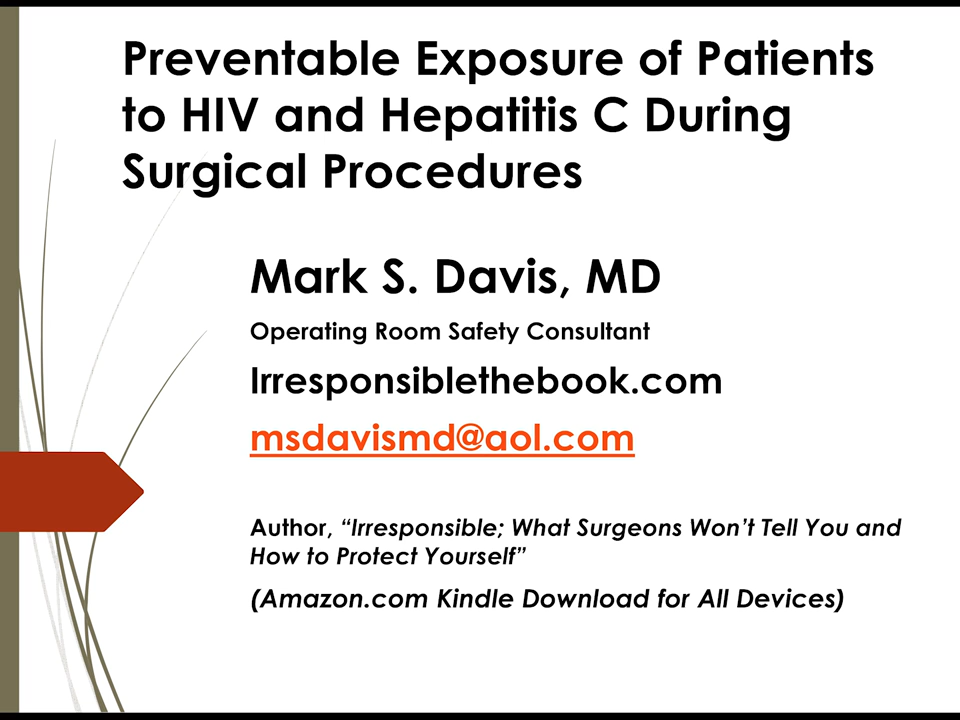 Preventable Exposure of Patients
to HIV and Hepatitis C During
Surgical Procedures
Mark S. Davis, MD
Operating Room Safety Consultant
Irresponsiblethebook.com
msdavismd@aol.com
Author, “Irresponsible; What Surgeons Won’t Tell You and
How to Protect Yourself”
(Amazon.com Kindle Download for All Devices)